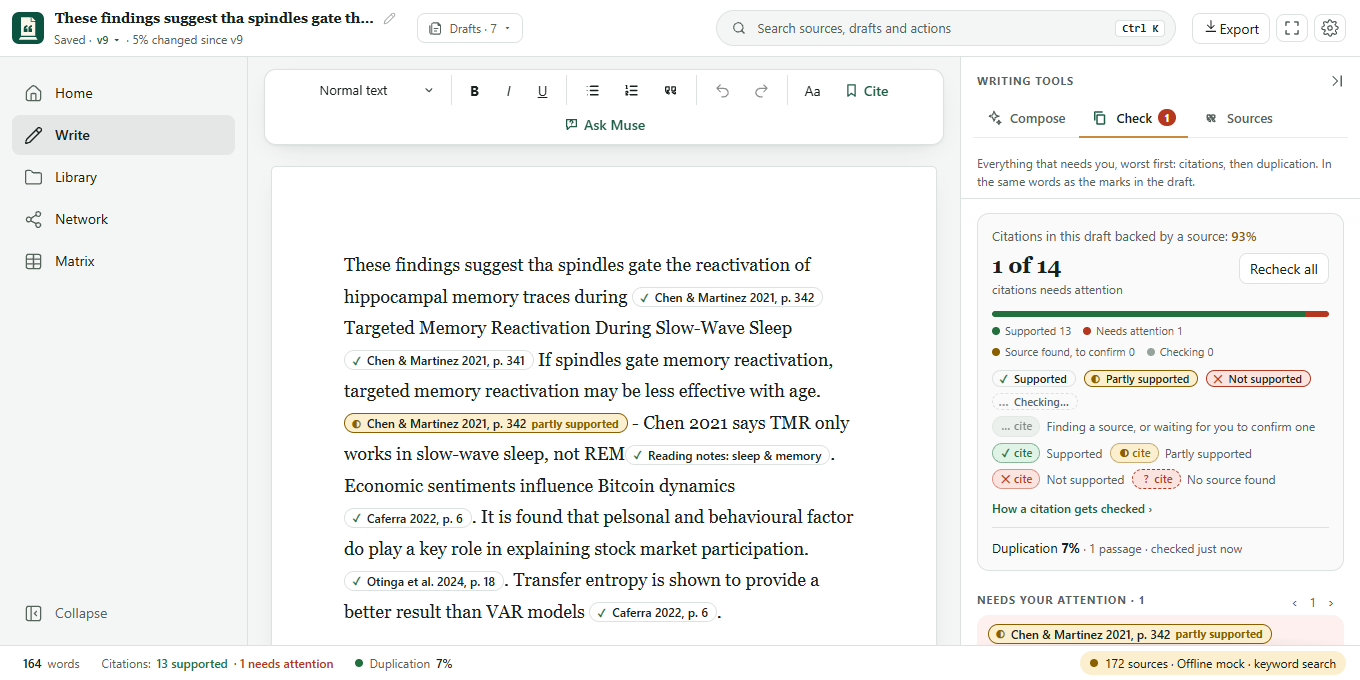 These findings suggest tha spindles gate th...
Saved · v9 · 5% changed since v9
Drafts · 7
Search sources, drafts and actions
Ctrl K
Export
Home
Write
Library
Network
Matrix
Collapse
Normal text
B
I
U
Aa
Cite
Ask Muse
These findings suggest tha spindles gate the reactivation of
hippocampal memory traces during ✓ Chen & Martinez 2021, p. 342
Targeted Memory Reactivation During Slow-Wave Sleep
✓ Chen & Martinez 2021, p. 341 If spindles gate memory reactivation,
targeted memory reactivation may be less effective with age.
Chen & Martinez 2021, p. 342 partly supported - Chen 2021 says TMR only
works in slow-wave sleep, not REM ✓ Reading notes: sleep & memory .
Economic sentiments influence Bitcoin dynamics
✓ Caferra 2022, p. 6 . It is found that pelsonal and behavioural factor
do play a key role in explaining stock market participation.
✓ Otinga et al. 2024, p. 18 . Transfer entropy is shown to provide a
better result than VAR models ✓ Caferra 2022, p. 6 .
WRITING TOOLS
Compose
Check 1
Sources
Everything that needs you, worst first: citations, then duplication. In
the same words as the marks in the draft.
Citations in this draft backed by a source: 93%
1 of 14
citations needs attention
Recheck all
Supported 13
Needs attention 1
Source found, to confirm 0
Checking 0
✓ Supported
Partly supported
✕ Not supported
... Checking...
... cite Finding a source, or waiting for you to confirm one
✓ cite Supported
cite Partly supported
✕ cite Not supported
? cite No source found
How a citation gets checked ›
Duplication 7% · 1 passage · checked just now
NEEDS YOUR ATTENTION · 1
‹ 1 ›
Chen & Martinez 2021, p. 342 partly supported
164 words
Citations: 13 supported · 1 needs attention
Duplication 7%
172 sources · Offline mock · keyword search